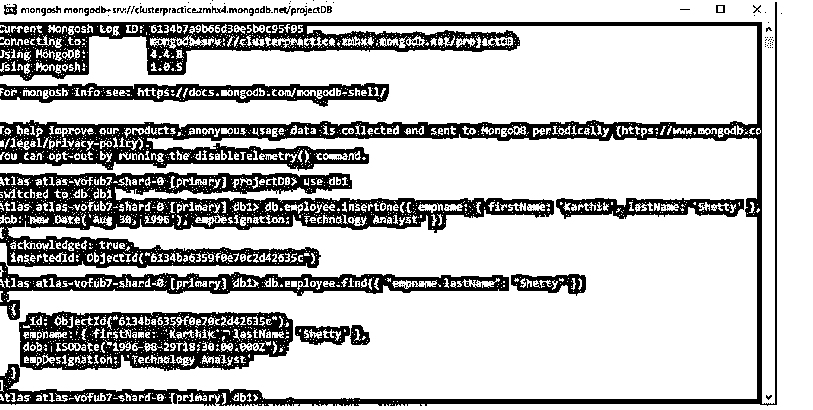 mongosh mongodb+srv://clusterpractice.zmhx4.mongodb.net/projectDB
Current Mongosh Log ID: 6134b7a9b66d30e5b0c95f05
Connecting to: mongodb+srv://clusterpractice.zmhx4.mongodb.net/projectDB
Using MongoDB:
Using Mongosh: 1.0.5
For mongosh info see: https://docs.mongodb.com/mongodb-shell/
To help improve our products, anonymous usage data is collected and sent to MongoDB periodically (https://www.mongodb.co
m/legal/privacy-policy).
You can opt-out by running the disableTelemetry() command.
Atlas atlas-vofub7-shard-0 [primary] projectDB> use db1
switched to db db1
Atlas atlas-vofub7-shard-0 [primary] db1> db.employee.insertOne({ empname: { firstName: "Karthik", lastName: "Shetty" },
dob: new Date('Aug 30, 1996'), empDesignation: "Technology Analyst" })
{
acknowledged: true,
insertedId: ObjectId("6134ba6359f0e70c2d42635c")
}
Atlas atlas-vofub7-shard-0 [primary] db1> db.employee.find({ "empname.lastName": "Shetty" })
[
{
_id: ObjectId("6134ba6359f0e70c2d42635c"),
empname: { firstName: 'Karthik', lastName: 'Shetty' },
dob: ISODate("1996-08-29T18:30:00.000Z"),
empDesignation: 'Technology Analyst'
}
]
Atlas atlas-vofub7-shard-0 [primary] db1>